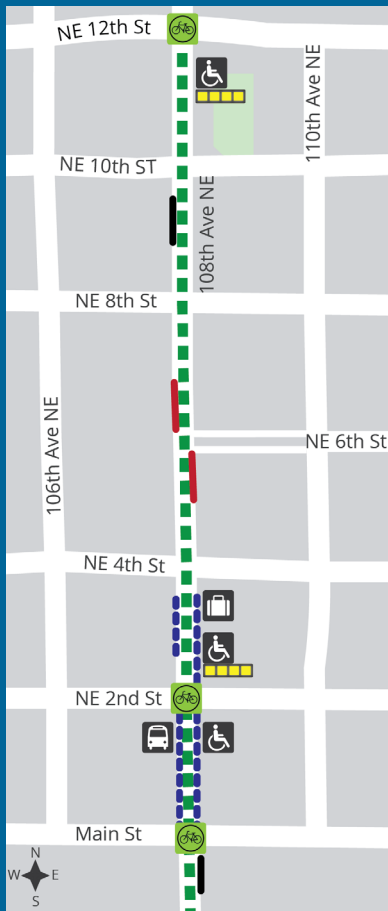 NE 12th St
110th Ave NE
NE 10th ST
108th Ave NE
NE 8th St
106th Ave NE
NE 6th St
NE 4th St
NE 2nd St
Main St
N
W E
S